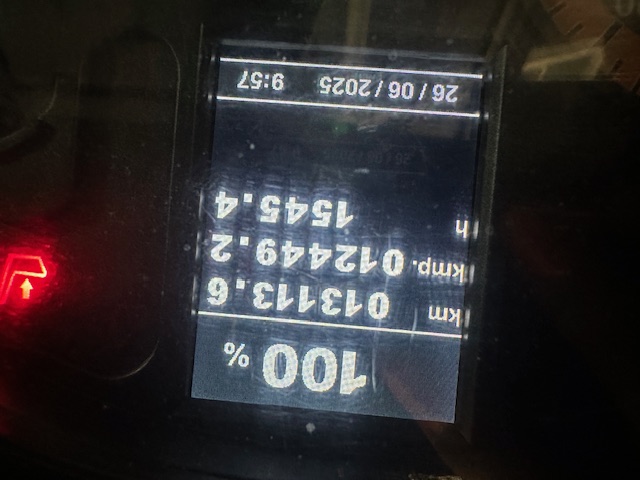 100 %
km 013113.6
kmp. 012449.2
h 1545.4
26 / 06 / 2025 9:57